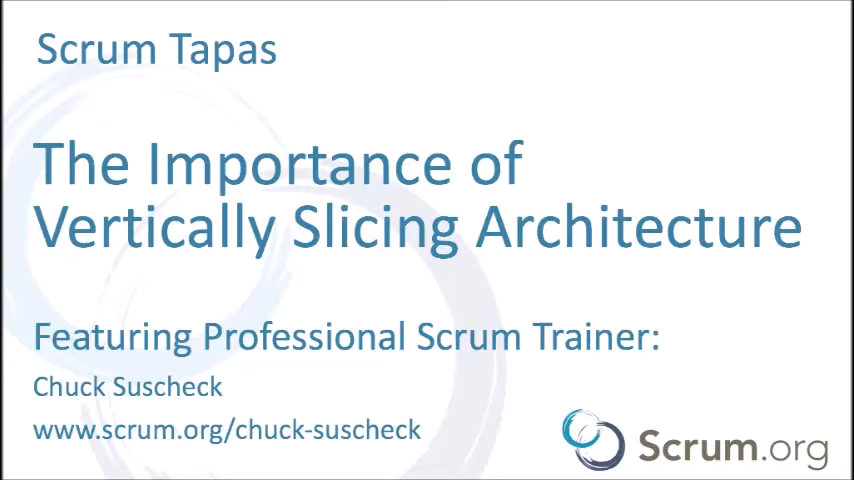 Scrum Tapas
The Importance of
Vertically Slicing Architecture
Featuring Professional Scrum Trainer:
Chuck Suscheck
www.scrum.org/chuck-suscheck
Scrum.org